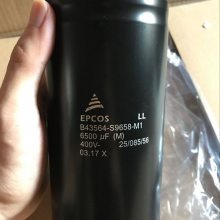 EPCOS LL
B43564-S9658-M1
6500 µF (M)
400V- 25/085/56
03.17 X